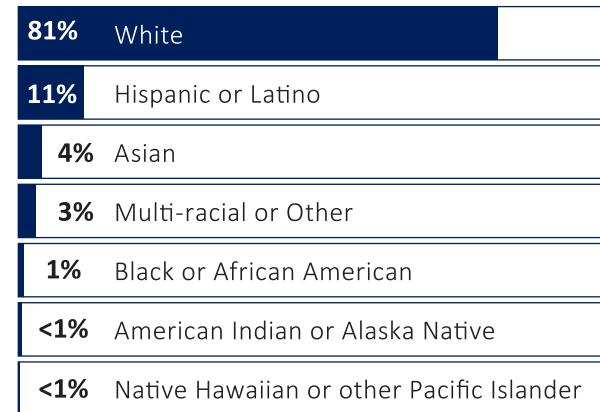 81% White
11% Hispanic or Latino
4% Asian
3% Multi-racial or Other
1% Black or African American
<1% American Indian or Alaska Native
<1% Native Hawaiian or other Pacific Islander